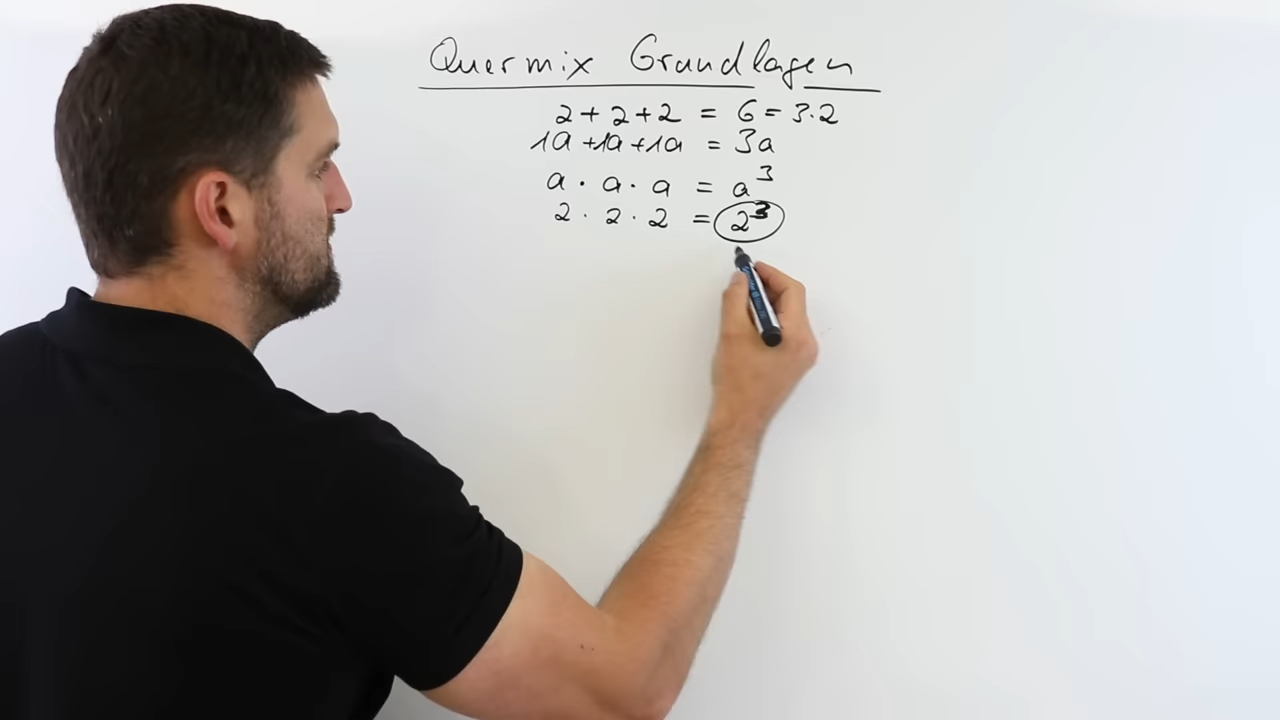 Quermix Grundlagen
2 + 2 + 2 = 6 = 3·2
1a + 1a + 1a = 3a
a · a · a = a³
2 · 2 · 2 = 2³